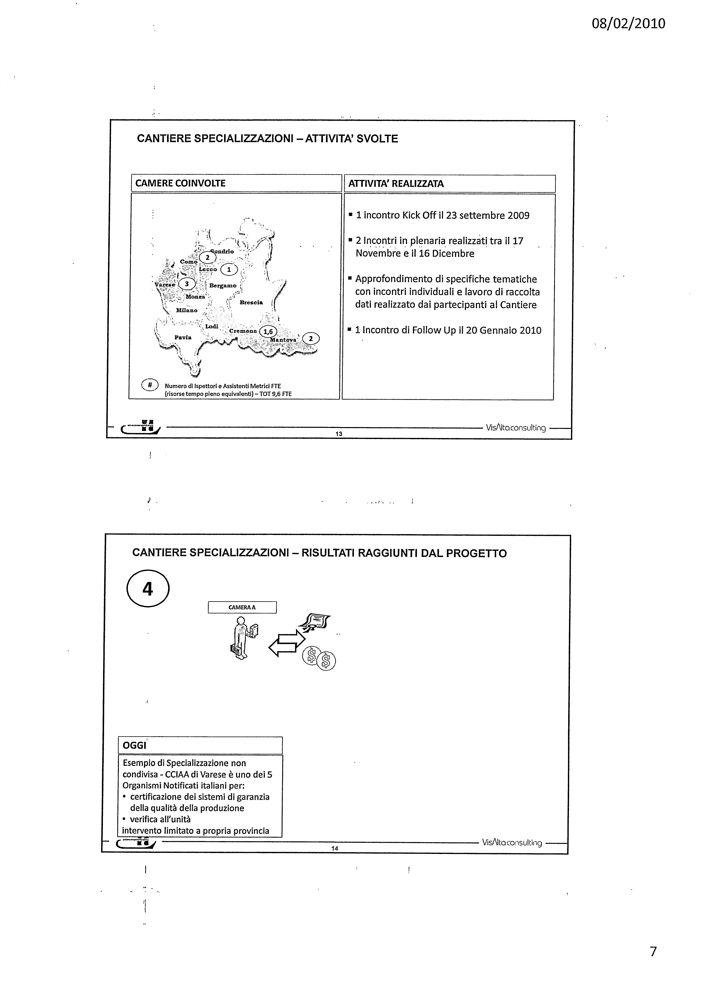 08/02/2010
CANTIERE SPECIALIZZAZIONI – ATTIVITA’ SVOLTE
CAMERE COINVOLTE
Sondrio
2
Como
Lecco
1
Varese
3
Bergamo
Monza
Brescia
Milano
Lodi
Cremona
1,6
Pavia
Mantova
2
#
Numero di Ispettori e Assistenti Metrici FTE
(risorse tempo pieno equivalenti) – TOT 9,6 FTE
ATTIVITA’ REALIZZATA
▪ 1 incontro Kick Off il 23 settembre 2009
▪ 2 Incontri in plenaria realizzati tra il 17
Novembre e il 16 Dicembre
▪ Approfondimento di specifiche tematiche
con incontri individuali e lavoro di raccolta
dati realizzato dai partecipanti al Cantiere
▪ 1 Incontro di Follow Up il 20 Gennaio 2010
VisAltaconsulting
13
CANTIERE SPECIALIZZAZIONI – RISULTATI RAGGIUNTI DAL PROGETTO
4
CAMERA A
$
$
OGGI
Esempio di Specializzazione non
condivisa - CCIAA di Varese è uno dei 5
Organismi Notificati italiani per:
• certificazione dei sistemi di garanzia
della qualità della produzione
• verifica all’unità
intervento limitato a propria provincia
VisAltaconsulting
14
7